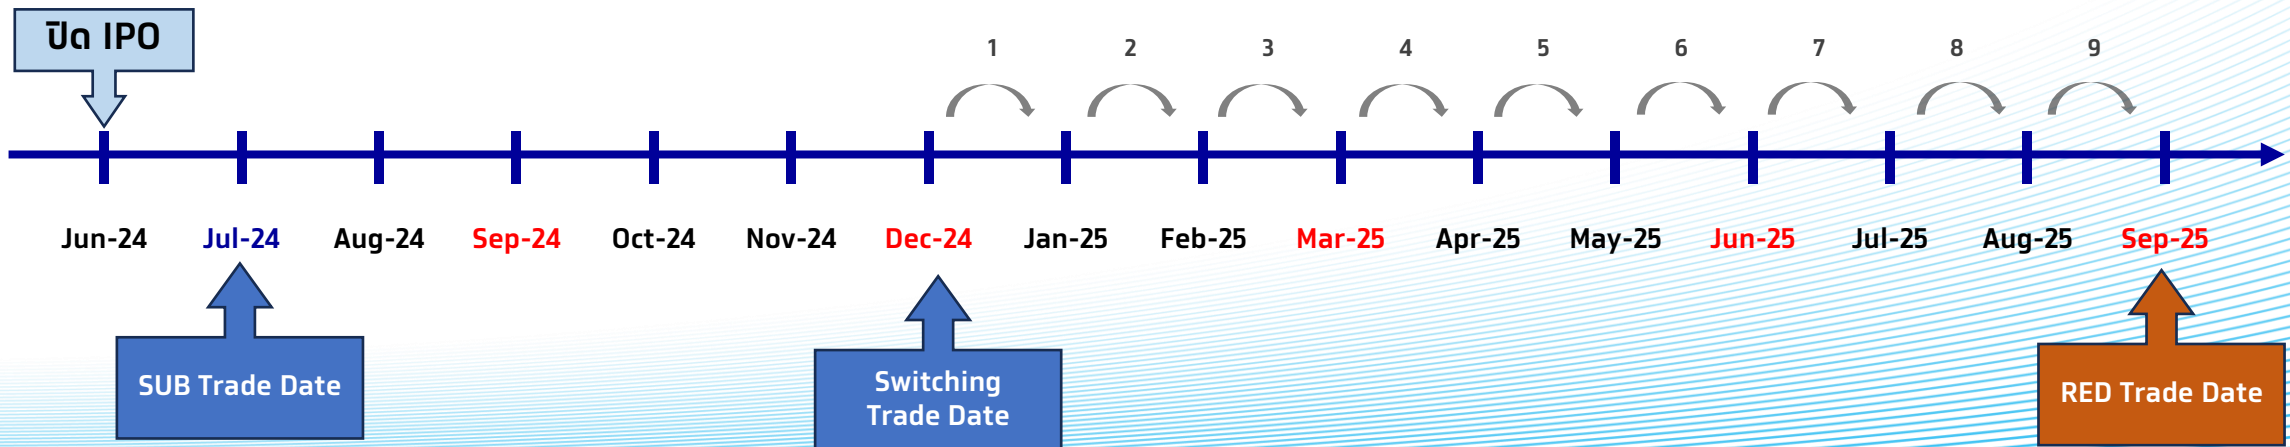 ปิด IPO
1 2 3 4 5 6 7 8 9
Jun-24 Jul-24 Aug-24 Sep-24 Oct-24 Nov-24 Dec-24 Jan-25 Feb-25 Mar-25 Apr-25 May-25 Jun-25 Jul-25 Aug-25 Sep-25
SUB Trade Date
Switching
Trade Date
RED Trade Date